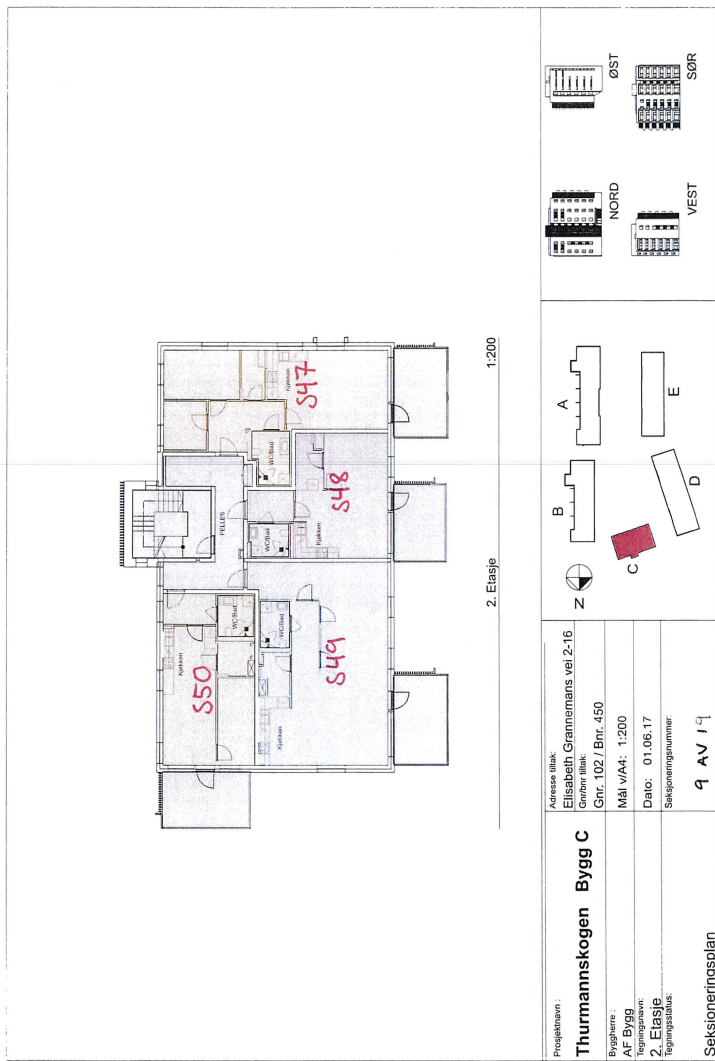 S47
Kjøkken
WC/Bad
S48
Kjøkken
WC/Bad
FELLES
S49
Kjøkken
WC/Bad
S50
Kjøkken
WC/Bad
2. Etasje
1:200
Prosjektnavn :
Thurmannskogen Bygg C
Byggherre :
AF Bygg
Tegningsnavn:
2. Etasje
Tegningsstatus:
Seksjoneringsplan
Adresse tiltak:
Elisabeth Grannemans vei 2-16
Gnr/bnr tiltak:
Gnr. 102 / Bnr. 450
Mål v/A4: 1:200
Dato: 01.06.17
Seksjoneringsnummer:
9 AV 19
N
A
B
C
D
E
NORD
ØST
VEST
SØR